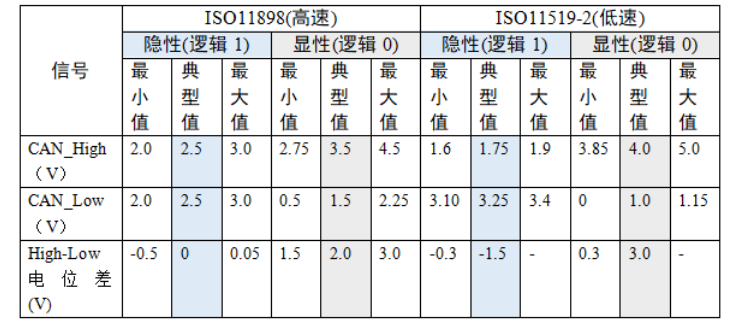 信号 ISO11898(高速) ISO11519-2(低速)
隐性(逻辑 1) 显性(逻辑 0) 隐性(逻辑 1) 显性(逻辑 0)
最小值 典型值 最大值 最小值 典型值 最大值 最小值 典型值 最大值 最小值 典型值 最大值
CAN_High 2.0 2.5 3.0 2.75 3.5 4.5 1.6 1.75 1.9 3.85 4.0 5.0
（V）
CAN_Low 2.0 2.5 3.0 0.5 1.5 2.25 3.10 3.25 3.4 0 1.0 1.15
（V）
High-Low -0.5 0 0.05 1.5 2.0 3.0 -0.3 -1.5 - 0.3 3.0 -
电位差
(V)